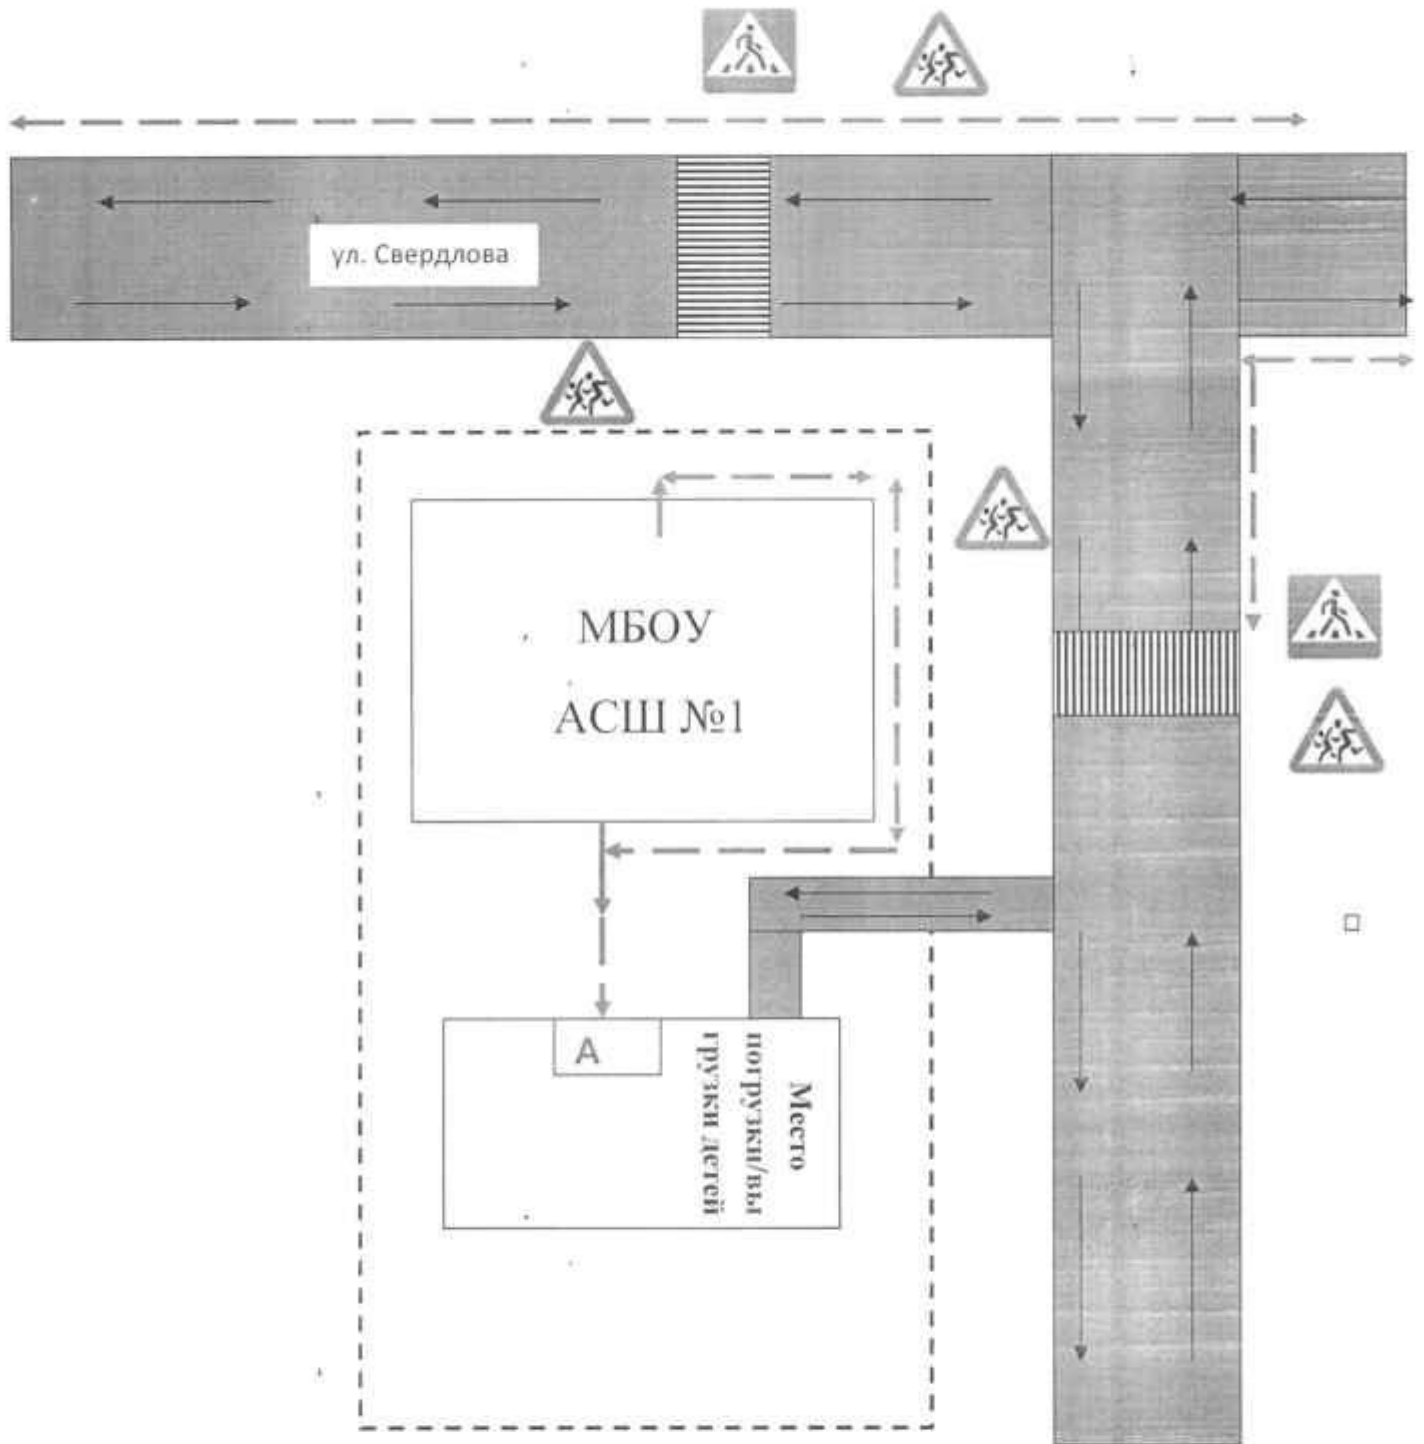 ул. Свердлова
МБОУ
АСШ №1
А
Место
погрузки/вы
грузки детей